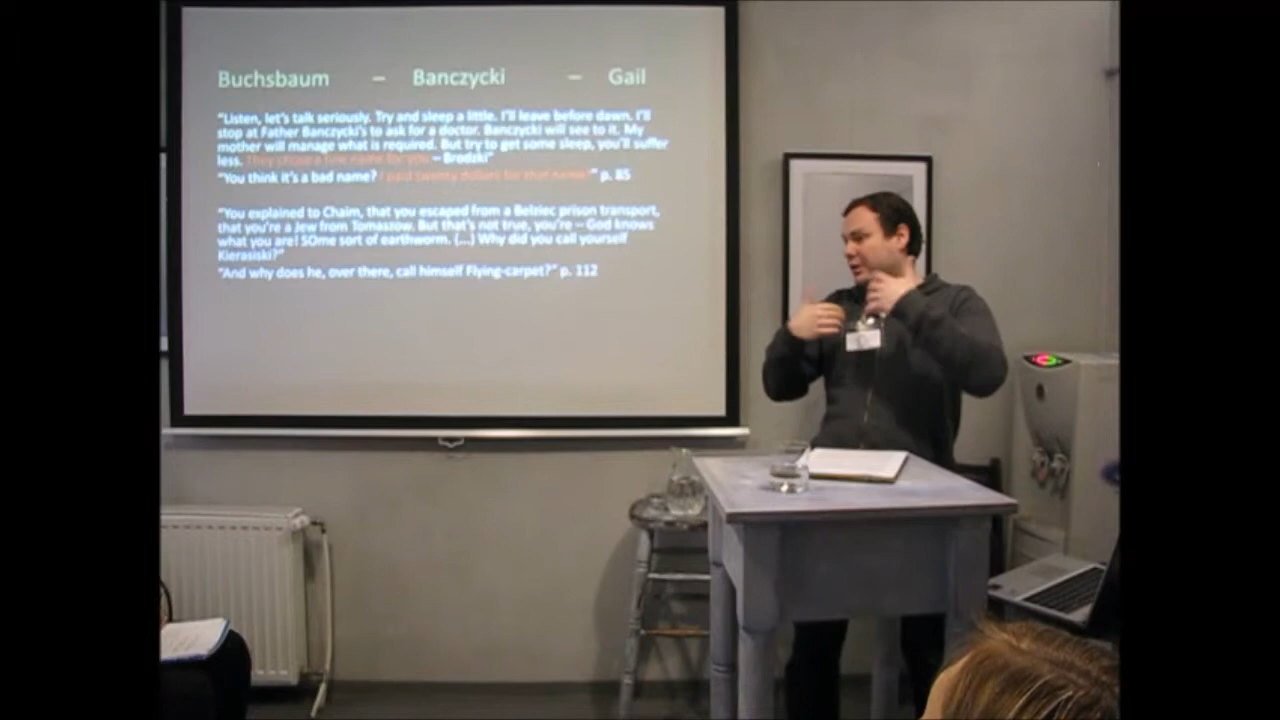 Buchsbaum – Banczycki – Gail
“Listen, let’s talk seriously. Try and sleep a little. I’ll leave before dawn. I’ll
stop at Father Banczycki’s to ask for a doctor. Banczycki will see to it. My
mother will manage what is required. But try to get some sleep, you’ll suffer
less. They chose a fine name for you – Brodzki”
“You think it’s a bad name? I paid twenty dollars for that name!” p. 85
“You explained to Chaim, that you escaped from a Belziec prison transport,
that you’re a Jew from Tomaszow. But that’s not true, you’re – God knows
what you are! SOme sort of earthworm. (...) Why did you call yourself
Kierasiski?”
“And why does he, over there, call himself Flying-carpet?” p. 112